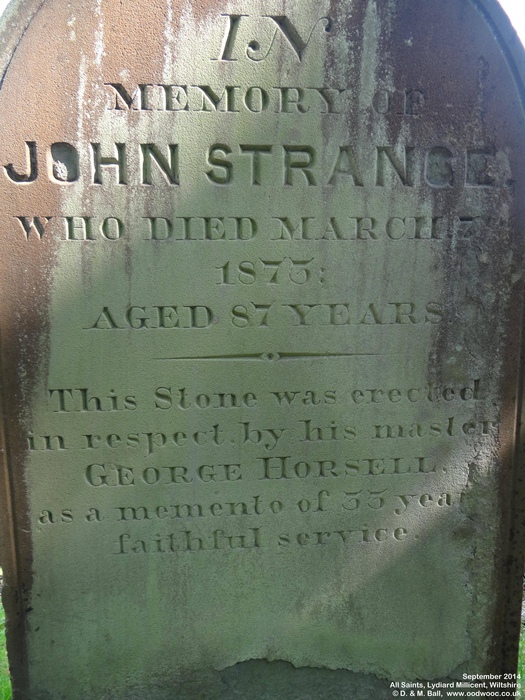 IN
MEMORY OF
JOHN STRANGE.
WHO DIED MARCH
1873;
AGED 87 YEARS
This Stone was erected
in respect, by his master
GEORGE HORSELL,
as a memento of 33
faithful service.
September 2014
All Saints, Lydiard Millicent, Wiltshire
© D. & M. Ball, www.oodwooc.co.uk